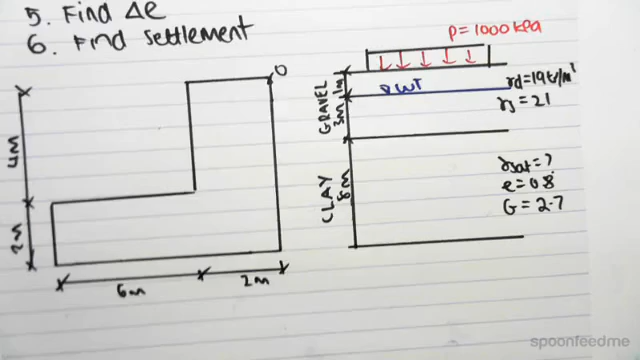 5. Find Δe
6. Find settlement
4m
2m
6m
2m
O
P = 1000 kPa
GRAVEL
3m 1m
GWT
γd = 19 kN/m³
γs = 21
CLAY
8m
γsat = ?
e = 0.8
G = 2.7
spoonfeedme